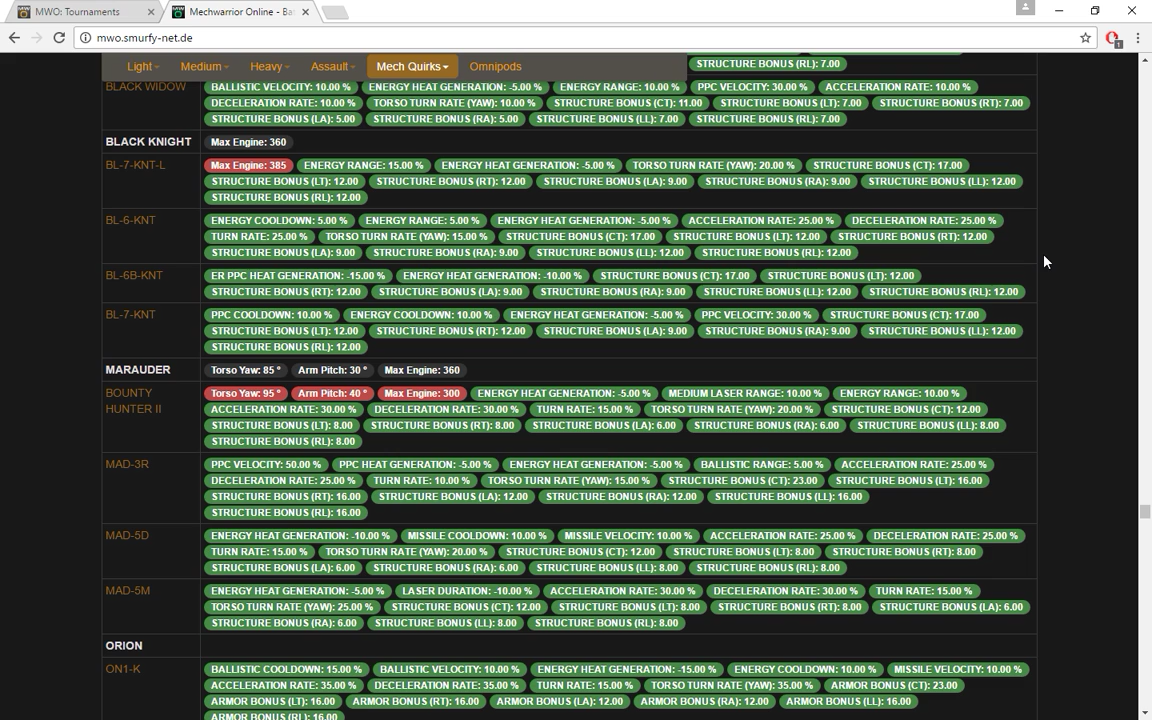 MWO: Tournaments
Mechwarrior Online - Ba
mwo.smurfy-net.de
1
Light Medium Heavy Assault Mech Quirks Omnipods
STRUCTURE BONUS (RL): 7.00
BLACK WIDOW BALLISTIC VELOCITY: 10.00 % ENERGY HEAT GENERATION: -5.00 % ENERGY RANGE: 10.00 % PPC VELOCITY: 30.00 % ACCELERATION RATE: 10.00 %
DECELERATION RATE: 10.00 % TORSO TURN RATE (YAW): 10.00 % STRUCTURE BONUS (CT): 11.00 STRUCTURE BONUS (LT): 7.00 STRUCTURE BONUS (RT): 7.00
STRUCTURE BONUS (LA): 5.00 STRUCTURE BONUS (RA): 5.00 STRUCTURE BONUS (LL): 7.00 STRUCTURE BONUS (RL): 7.00
BLACK KNIGHT Max Engine: 360
BL-7-KNT-L Max Engine: 385 ENERGY RANGE: 15.00 % ENERGY HEAT GENERATION: -5.00 % TORSO TURN RATE (YAW): 20.00 % STRUCTURE BONUS (CT): 17.00
STRUCTURE BONUS (LT): 12.00 STRUCTURE BONUS (RT): 12.00 STRUCTURE BONUS (LA): 9.00 STRUCTURE BONUS (RA): 9.00 STRUCTURE BONUS (LL): 12.00
STRUCTURE BONUS (RL): 12.00
BL-6-KNT ENERGY COOLDOWN: 5.00 % ENERGY RANGE: 5.00 % ENERGY HEAT GENERATION: -5.00 % ACCELERATION RATE: 25.00 % DECELERATION RATE: 25.00 %
TURN RATE: 25.00 % TORSO TURN RATE (YAW): 15.00 % STRUCTURE BONUS (CT): 17.00 STRUCTURE BONUS (LT): 12.00 STRUCTURE BONUS (RT): 12.00
STRUCTURE BONUS (LA): 9.00 STRUCTURE BONUS (RA): 9.00 STRUCTURE BONUS (LL): 12.00 STRUCTURE BONUS (RL): 12.00
BL-6B-KNT ER PPC HEAT GENERATION: -15.00 % ENERGY HEAT GENERATION: -10.00 % STRUCTURE BONUS (CT): 17.00 STRUCTURE BONUS (LT): 12.00
STRUCTURE BONUS (RT): 12.00 STRUCTURE BONUS (LA): 9.00 STRUCTURE BONUS (RA): 9.00 STRUCTURE BONUS (LL): 12.00 STRUCTURE BONUS (RL): 12.00
BL-7-KNT PPC COOLDOWN: 10.00 % ENERGY COOLDOWN: 10.00 % ENERGY HEAT GENERATION: -5.00 % PPC VELOCITY: 30.00 % STRUCTURE BONUS (CT): 17.00
STRUCTURE BONUS (LT): 12.00 STRUCTURE BONUS (RT): 12.00 STRUCTURE BONUS (LA): 9.00 STRUCTURE BONUS (RA): 9.00 STRUCTURE BONUS (LL): 12.00
STRUCTURE BONUS (RL): 12.00
MARAUDER Torso Yaw: 85 ° Arm Pitch: 30 ° Max Engine: 360
BOUNTY Torso Yaw: 95 ° Arm Pitch: 40 ° Max Engine: 300 ENERGY HEAT GENERATION: -5.00 % MEDIUM LASER RANGE: 10.00 % ENERGY RANGE: 10.00 %
HUNTER II ACCELERATION RATE: 30.00 % DECELERATION RATE: 30.00 % TURN RATE: 15.00 % TORSO TURN RATE (YAW): 20.00 % STRUCTURE BONUS (CT): 12.00
STRUCTURE BONUS (LT): 8.00 STRUCTURE BONUS (RT): 8.00 STRUCTURE BONUS (LA): 6.00 STRUCTURE BONUS (RA): 6.00 STRUCTURE BONUS (LL): 8.00
STRUCTURE BONUS (RL): 8.00
MAD-3R PPC VELOCITY: 50.00 % PPC HEAT GENERATION: -5.00 % ENERGY HEAT GENERATION: -5.00 % BALLISTIC RANGE: 5.00 % ACCELERATION RATE: 25.00 %
DECELERATION RATE: 25.00 % TURN RATE: 10.00 % TORSO TURN RATE (YAW): 15.00 % STRUCTURE BONUS (CT): 23.00 STRUCTURE BONUS (LT): 16.00
STRUCTURE BONUS (RT): 16.00 STRUCTURE BONUS (LA): 12.00 STRUCTURE BONUS (RA): 12.00 STRUCTURE BONUS (LL): 16.00
STRUCTURE BONUS (RL): 16.00
MAD-5D ENERGY HEAT GENERATION: -10.00 % MISSILE COOLDOWN: 10.00 % MISSILE VELOCITY: 10.00 % ACCELERATION RATE: 25.00 % DECELERATION RATE: 25.00 %
TURN RATE: 15.00 % TORSO TURN RATE (YAW): 20.00 % STRUCTURE BONUS (CT): 12.00 STRUCTURE BONUS (LT): 8.00 STRUCTURE BONUS (RT): 8.00
STRUCTURE BONUS (LA): 6.00 STRUCTURE BONUS (RA): 6.00 STRUCTURE BONUS (LL): 8.00 STRUCTURE BONUS (RL): 8.00
MAD-5M ENERGY HEAT GENERATION: -5.00 % LASER DURATION: -10.00 % ACCELERATION RATE: 30.00 % DECELERATION RATE: 30.00 % TURN RATE: 15.00 %
TORSO TURN RATE (YAW): 25.00 % STRUCTURE BONUS (CT): 12.00 STRUCTURE BONUS (LT): 8.00 STRUCTURE BONUS (RT): 8.00 STRUCTURE BONUS (LA): 6.00
STRUCTURE BONUS (RA): 6.00 STRUCTURE BONUS (LL): 8.00 STRUCTURE BONUS (RL): 8.00
ORION
ON1-K BALLISTIC COOLDOWN: 15.00 % BALLISTIC VELOCITY: 10.00 % ENERGY HEAT GENERATION: -15.00 % ENERGY COOLDOWN: 10.00 % MISSILE VELOCITY: 10.00 %
ACCELERATION RATE: 35.00 % DECELERATION RATE: 35.00 % TURN RATE: 15.00 % TORSO TURN RATE (YAW): 35.00 % ARMOR BONUS (CT): 23.00
ARMOR BONUS (LT): 16.00 ARMOR BONUS (RT): 16.00 ARMOR BONUS (LA): 12.00 ARMOR BONUS (RA): 12.00 ARMOR BONUS (LL): 16.00
ARMOR BONUS (RL): 16.00